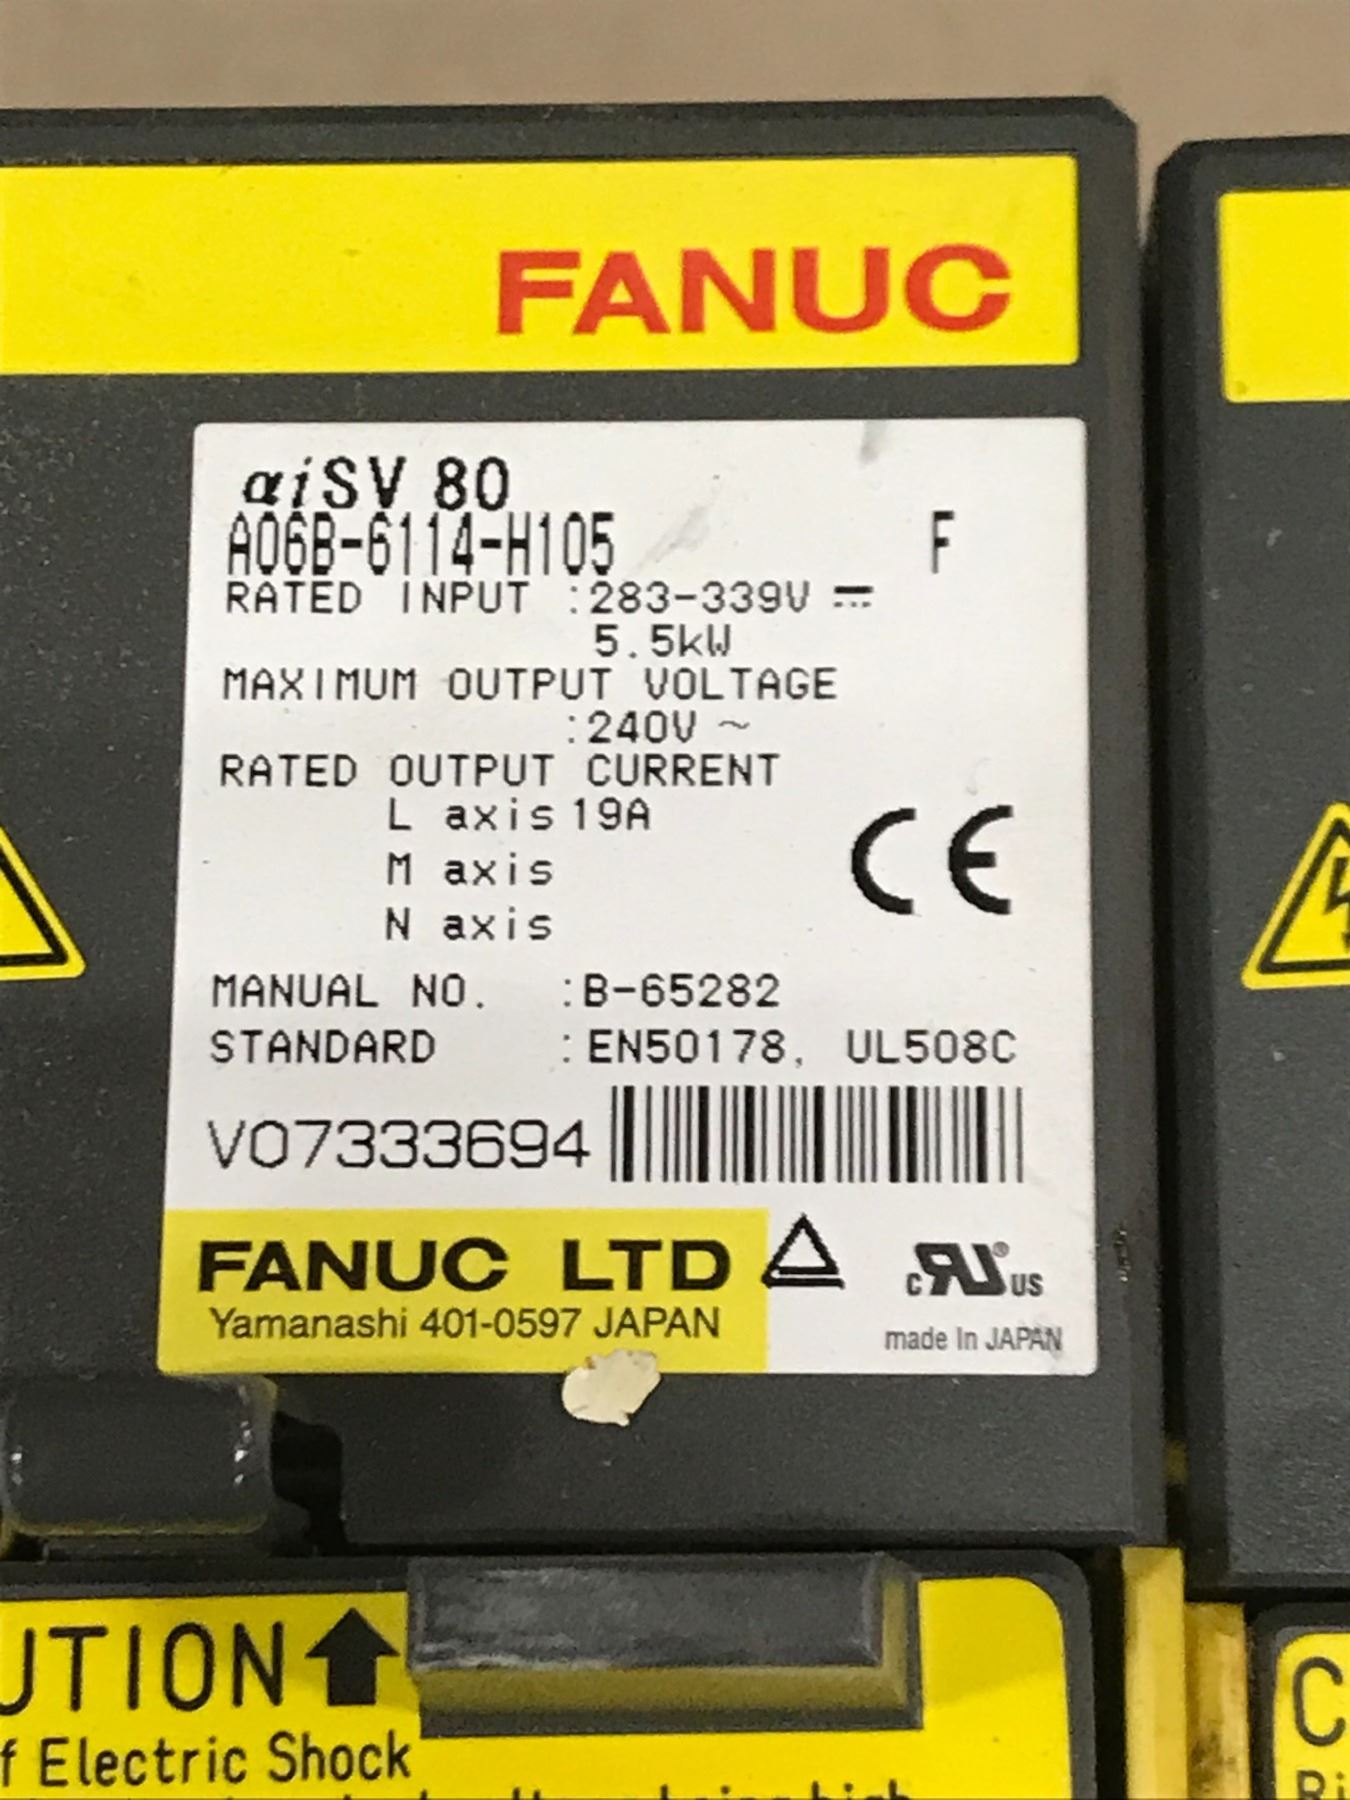 FANUC
αiSV 80
A06B-6114-H105 F
RATED INPUT :283-339V ⎓
5.5kW
MAXIMUM OUTPUT VOLTAGE
:240V ~
RATED OUTPUT CURRENT
L axis 19A
M axis
N axis
CE
MANUAL NO. :B-65282
STANDARD :EN50178, UL508C
V07333694
FANUC LTD
Yamanashi 401-0597 JAPAN
c RU ® US
made In JAPAN
UTION
f Electric Shock
C